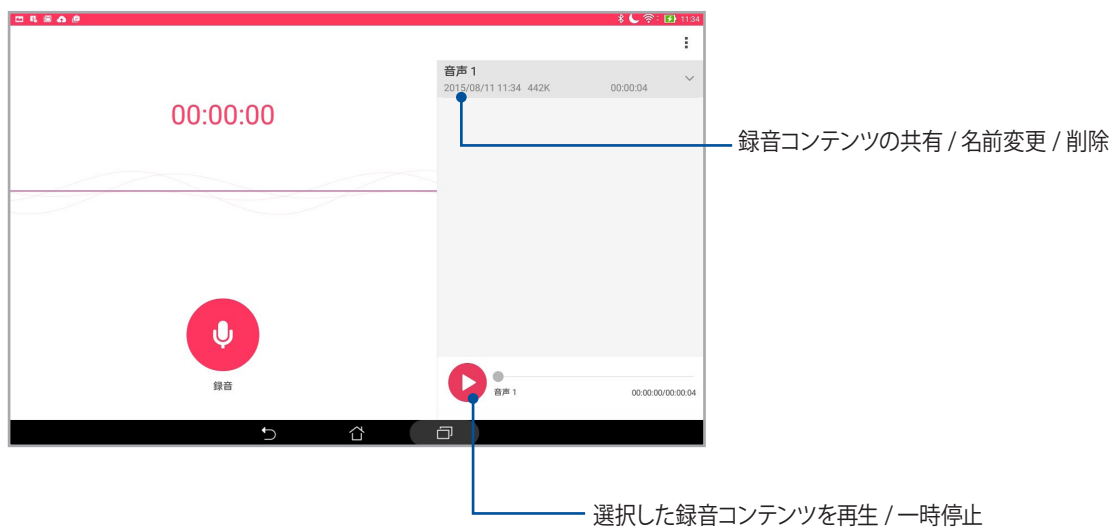 11:34
音声 1
2015/08/11 11:34 442K 00:00:04
00:00:00
録音コンテンツの共有 / 名前変更 / 削除
録音
音声 1 00:00:00/00:00:04
選択した録音コンテンツを再生 / 一時停止